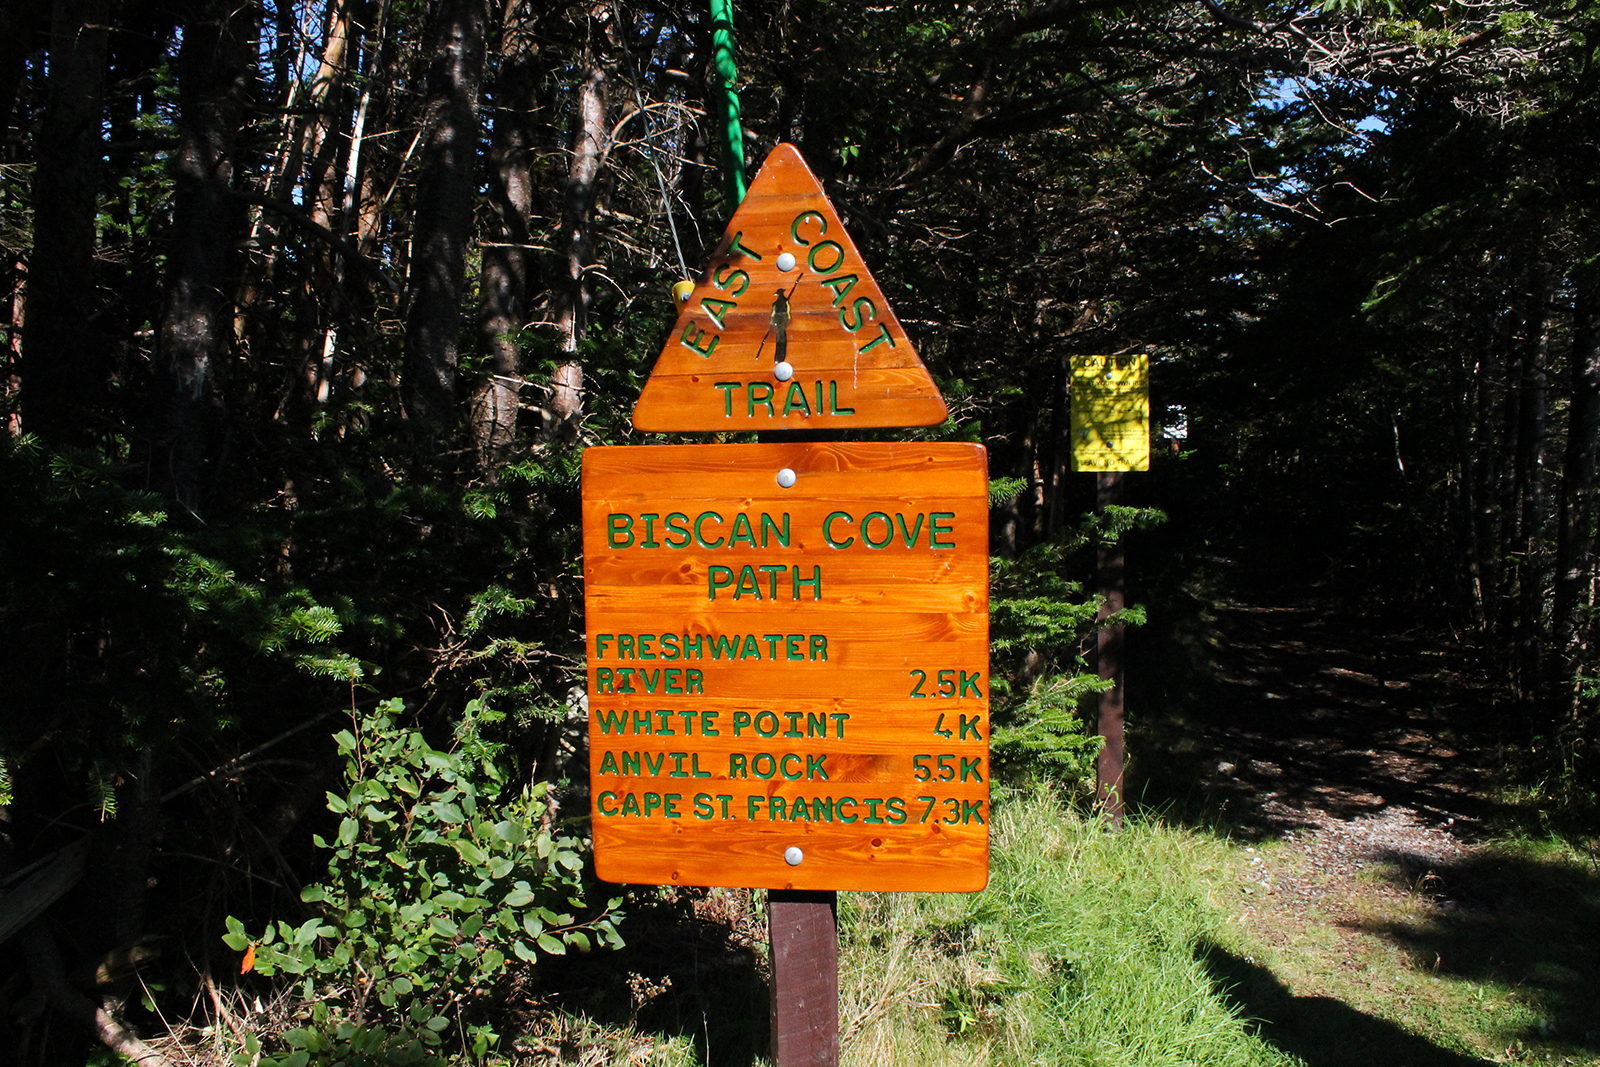 EAST COAST
TRAIL
BISCAN COVE
PATH
FRESHWATER
RIVER 2.5K
WHITE POINT 4K
ANVIL ROCK 5.5K
CAPE ST. FRANCIS 7.3K
CAUTION